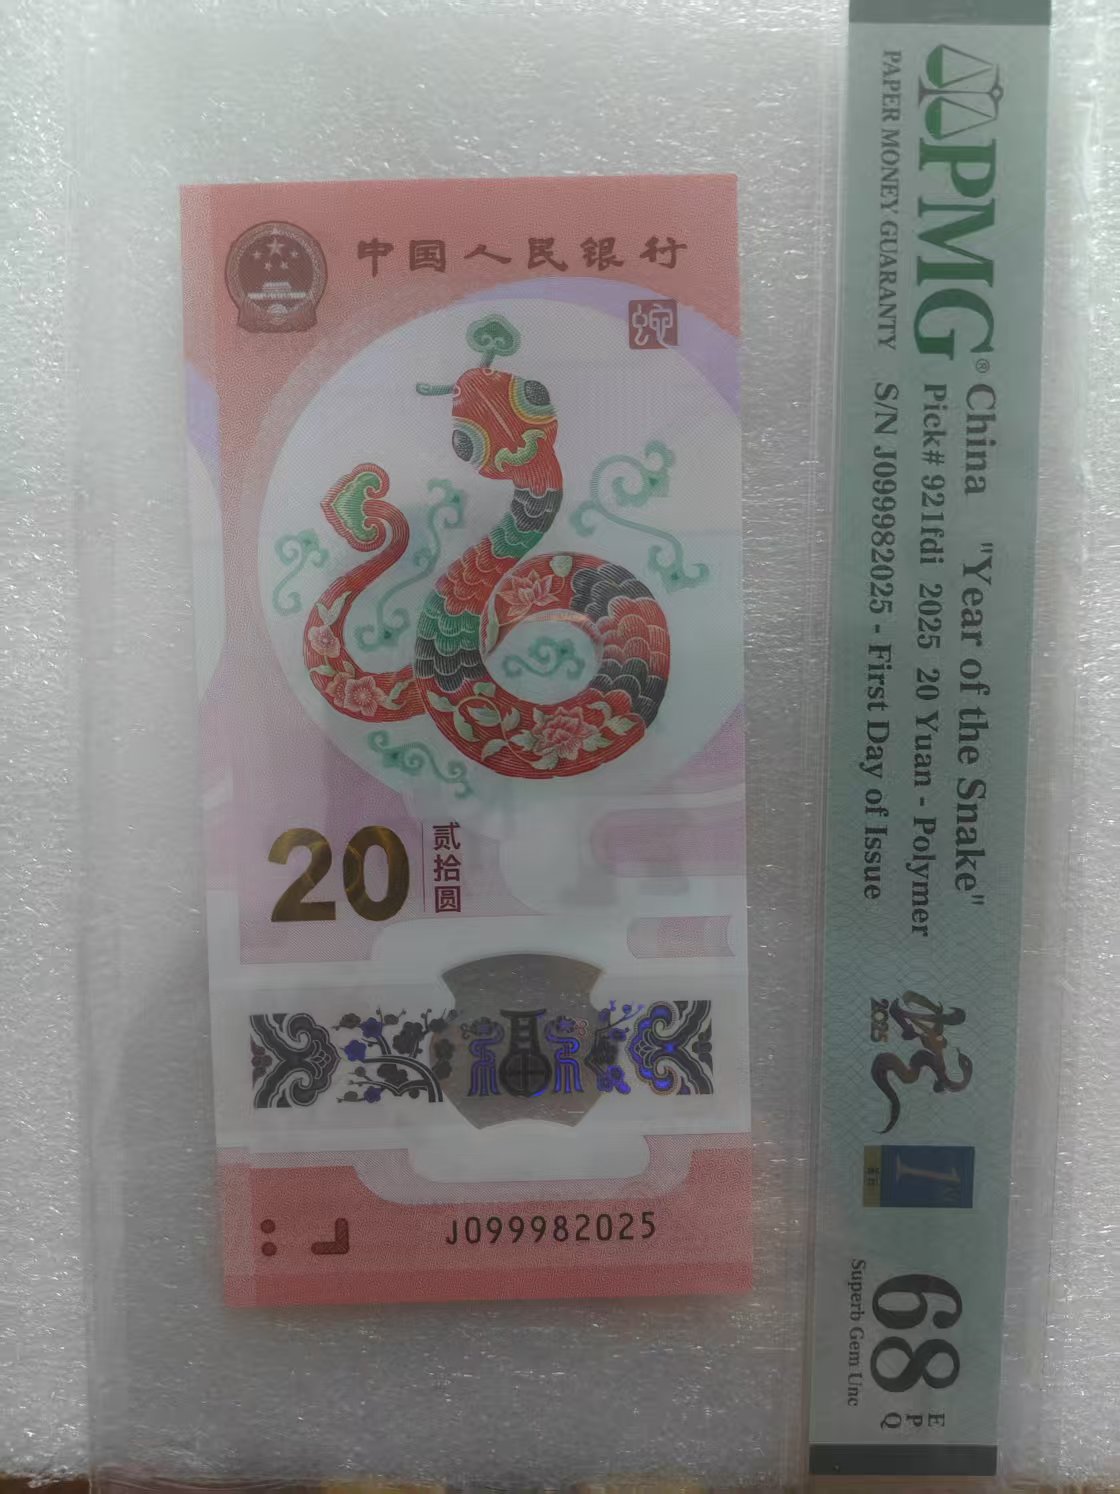 中国人民银行
蛇
20
贰拾圆
J099982025
PMG®
PAPER MONEY GUARANTY
China "Year of the Snake"
Pick# 921fdi 2025 20 Yuan - Polymer
S/N J099982025 - First Day of Issue
2025
68
EPQ
Superb Gem Unc